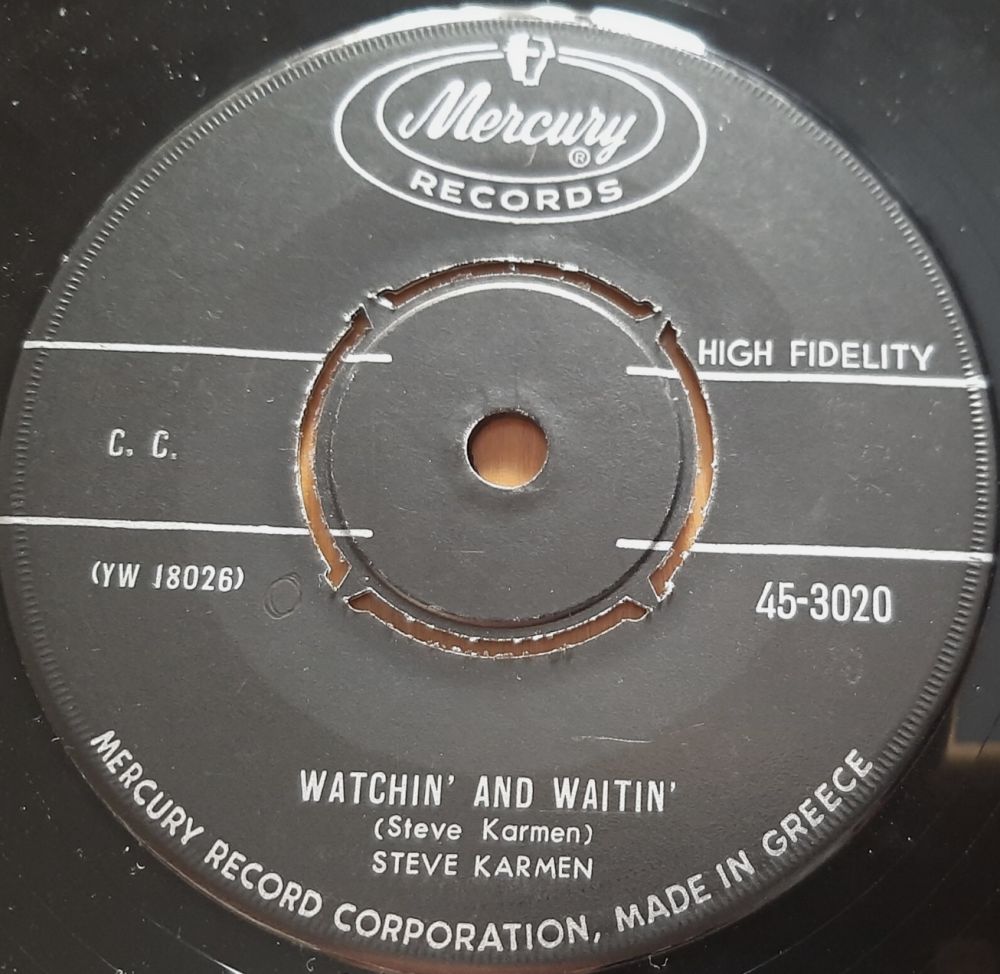 Mercury
®
RECORDS
HIGH FIDELITY
C. C.
(YW 18026)
45-3020
WATCHIN' AND WAITIN'
(Steve Karmen)
STEVE KARMEN
MERCURY RECORD CORPORATION, MADE IN GREECE